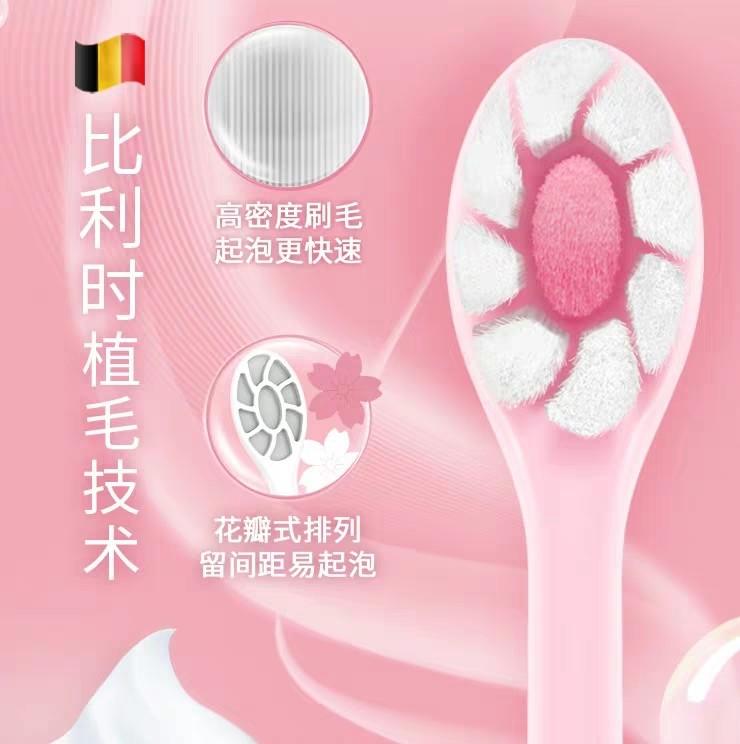 比利时植毛技术
高密度刷毛
起泡更快速
花瓣式排列
留间距易起泡